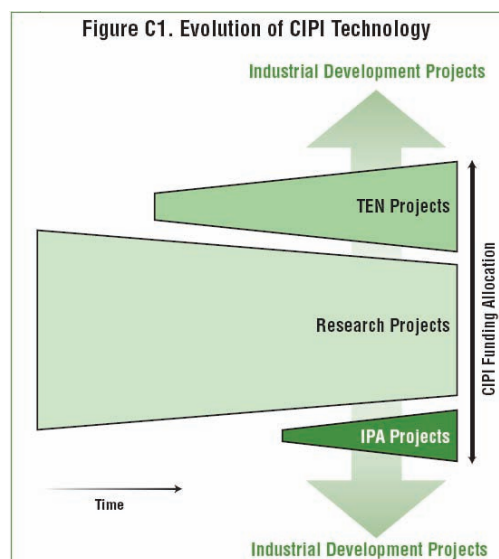 Figure C1. Evolution of CIPI Technology
Industrial Development Projects
TEN Projects
Research Projects
CIPI Funding Allocation
IPA Projects
Time
Industrial Development Projects